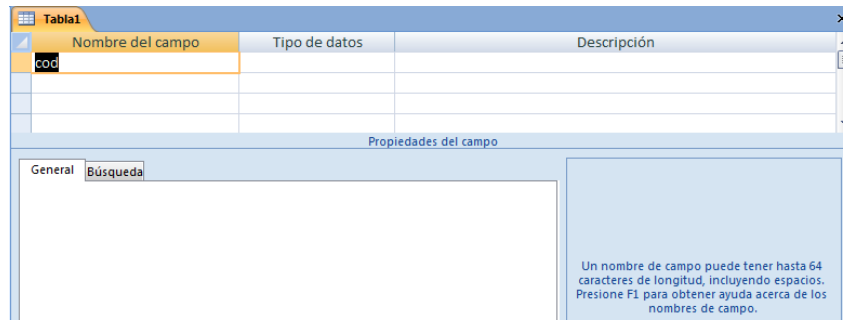 Tabla1
Nombre del campo Tipo de datos Descripción
cod
Propiedades del campo
General Búsqueda
Un nombre de campo puede tener hasta 64
caracteres de longitud, incluyendo espacios.
Presione F1 para obtener ayuda acerca de los
nombres de campo.